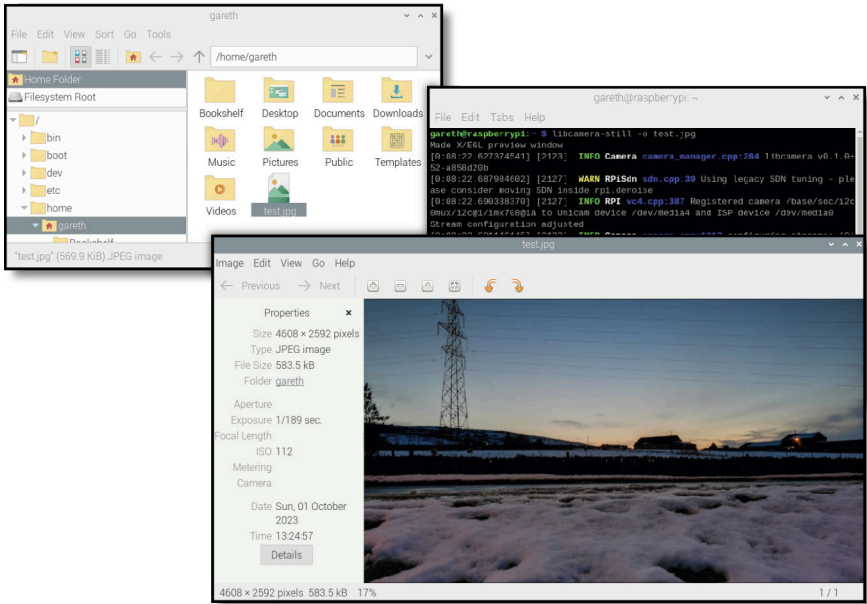 gareth
File Edit View Sort Go Tools
/home/gareth
Home Folder
Filesystem Root
/
bin
boot
dev
etc
home
gareth
Bookshelf
Bookshelf Desktop Documents Downloads
Music Pictures Public Templates
Videos test.jpg
"test.jpg" (569.9 KiB) JPEG image
gareth@raspberrypi: ~
File Edit Tabs Help
gareth@raspberrypi:~ $ libcamera-still -o test.jpg
Made X/EGL preview window
[0:08:22.627374541] [2123] INFO Camera camera_manager.cpp:284 libcamera v0.1.0+
52-a858d20b
[0:08:22.687984602] [2127] WARN RPiSdn sdn.cpp:39 Using legacy SDN tuning - ple
ase consider moving SDN inside rpi.denoise
[0:08:22.690338370] [2127] INFO RPI vc4.cpp:387 Registered camera /base/soc/i2c
0mux/i2c@1/imx708@1a to Unicam device /dev/media4 and ISP device /dev/media0
Stream configuration adjusted
test.jpg
Image Edit View Go Help
Previous Next
Properties
Size 4608 × 2592 pixels
Type JPEG image
File Size 583.5 kB
Folder gareth
Aperture
Exposure 1/189 sec.
Focal Length
ISO 112
Metering
Camera
Date Sun, 01 October
2023
Time 13:24:57
Details
4608 × 2592 pixels 583.5 kB 17%
1 / 1